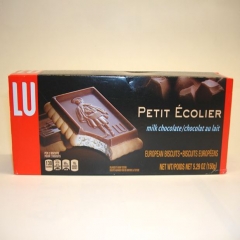 LU
PETIT ÉCOLIER
milk chocolate/chocolat au lait
EUROPEAN BISCUITS • BISCUITS EUROPÉENS
NET WT/POIDS NET 5.29 OZ (150g)